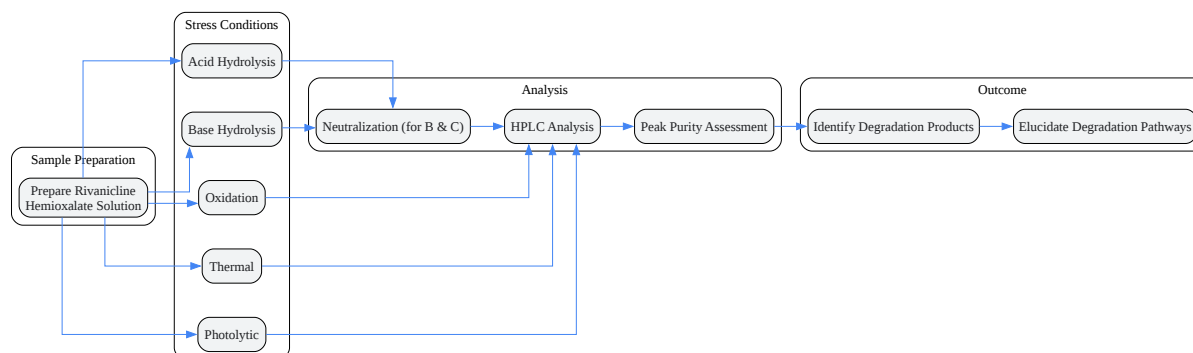 Sample Preparation
Prepare Rivanicline
Hemioxalate Solution
Stress Conditions
Acid Hydrolysis
Base Hydrolysis
Oxidation
Thermal
Photolytic
Analysis
Neutralization (for B & C)
HPLC Analysis
Peak Purity Assessment
Outcome
Identify Degradation Products
Elucidate Degradation Pathways